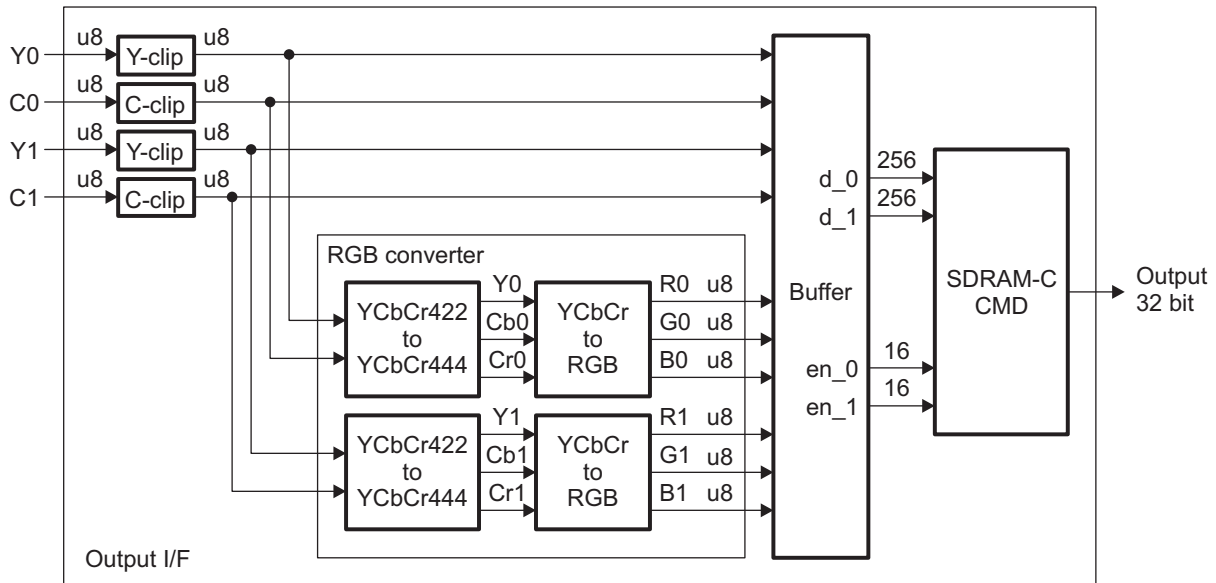 Y0
u8
Y-clip
u8
C0
u8
C-clip
u8
Y1
u8
Y-clip
u8
C1
u8
C-clip
u8
RGB converter
YCbCr422
to
YCbCr444
Y0
Cb0
Cr0
YCbCr
to
RGB
R0 u8
G0 u8
B0 u8
YCbCr422
to
YCbCr444
Y1
Cb1
Cr1
YCbCr
to
RGB
R1 u8
G1 u8
B1 u8
d_0
d_1
Buffer
en_0
en_1
256
256
16
16
SDRAM-C
CMD
Output
32 bit
Output I/F